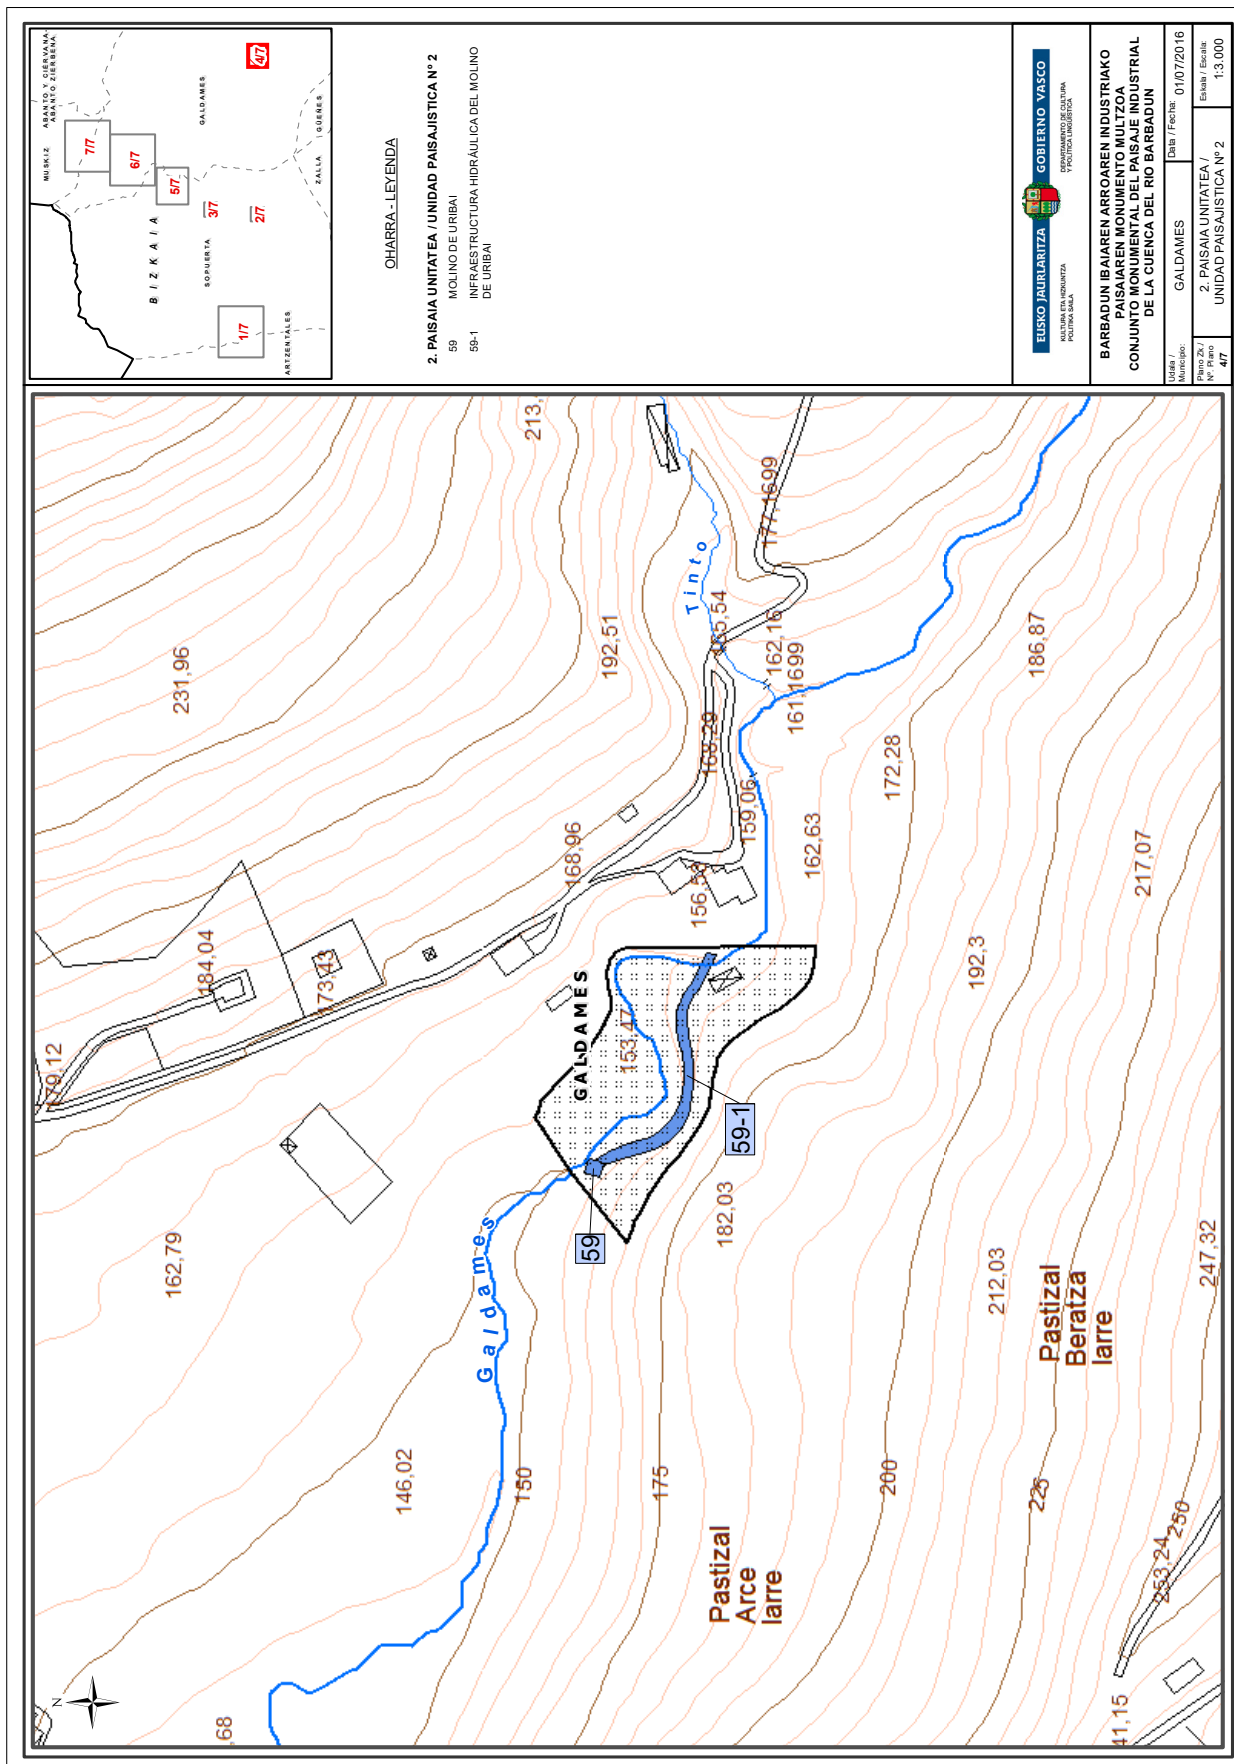 MUSKIZ
ABANTO Y CIÉRVANA-
ABANTO ZIERBENA
BIZKAIA
SOPUERTA
GALDAMES
ARTZENTALES
ZALLA
GÜEÑES
1/7
2/7
3/7
4/7
5/7
6/7
7/7
OHARRA - LEYENDA
2. PAISAIA UNITATEA / UNIDAD PAISAJISTICA Nº 2
59 MOLINO DE URIBAI
59-1 INFRAESTRUCTURA HIDRÁULICA DEL MOLINO
DE URIBAI
EUSKO JAURLARITZA GOBIERNO VASCO
KULTURA ETA HIZKUNTZA
POLITIKA SAILA
DEPARTAMENTO DE CULTURA
Y POLÍTICA LINGÜÍSTICA
BARBADUN IBAIAREN ARROAREN INDUSTRIAKO
PAISAIAREN MONUMENTO MULTZOA
CONJUNTO MONUMENTAL DEL PAISAJE INDUSTRIAL
DE LA CUENCA DEL RIO BARBADUN
Udala /
Municipio:
GALDAMES
Data / Fecha:
01/07/2016
Plano Zk./
Nº. Plano
4/7
2. PAISAIA UNITATEA /
UNIDAD PAISAJISTICA Nº 2
Eskala / Escala:
1:3.000
N
,68
162,79
179,12
184,04
173,43
231,96
146,02
150
Galdames
GALDAMES
168,96
192,51
213,
59
153,47
156,53
168,29
Tinto
175
182,03
59-1
159,06
162,16
161,1699
177,1699
Pastizal
Arce
larre
162,63
172,28
200
192,3
212,03
186,87
225
Pastizal
Beratza
larre
217,07
41,15
253,24
250
247,32